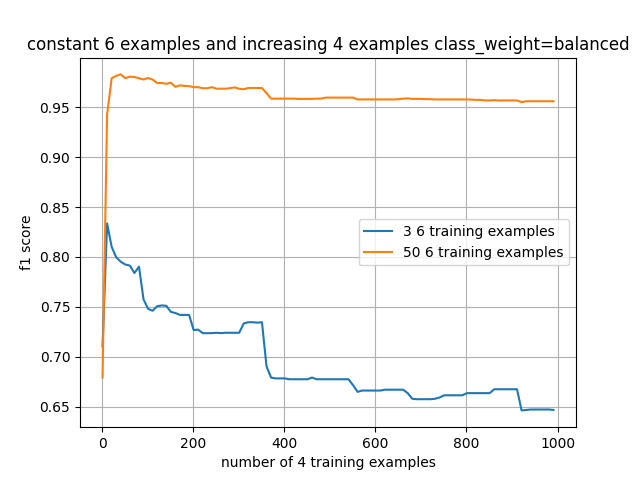 constant 6 examples and increasing 4 examples class_weight=balanced
f1 score
0.95
0.90
0.85
0.80
0.75
0.70
0.65
3 6 training examples
50 6 training examples
0 200 400 600 800 1000
number of 4 training examples